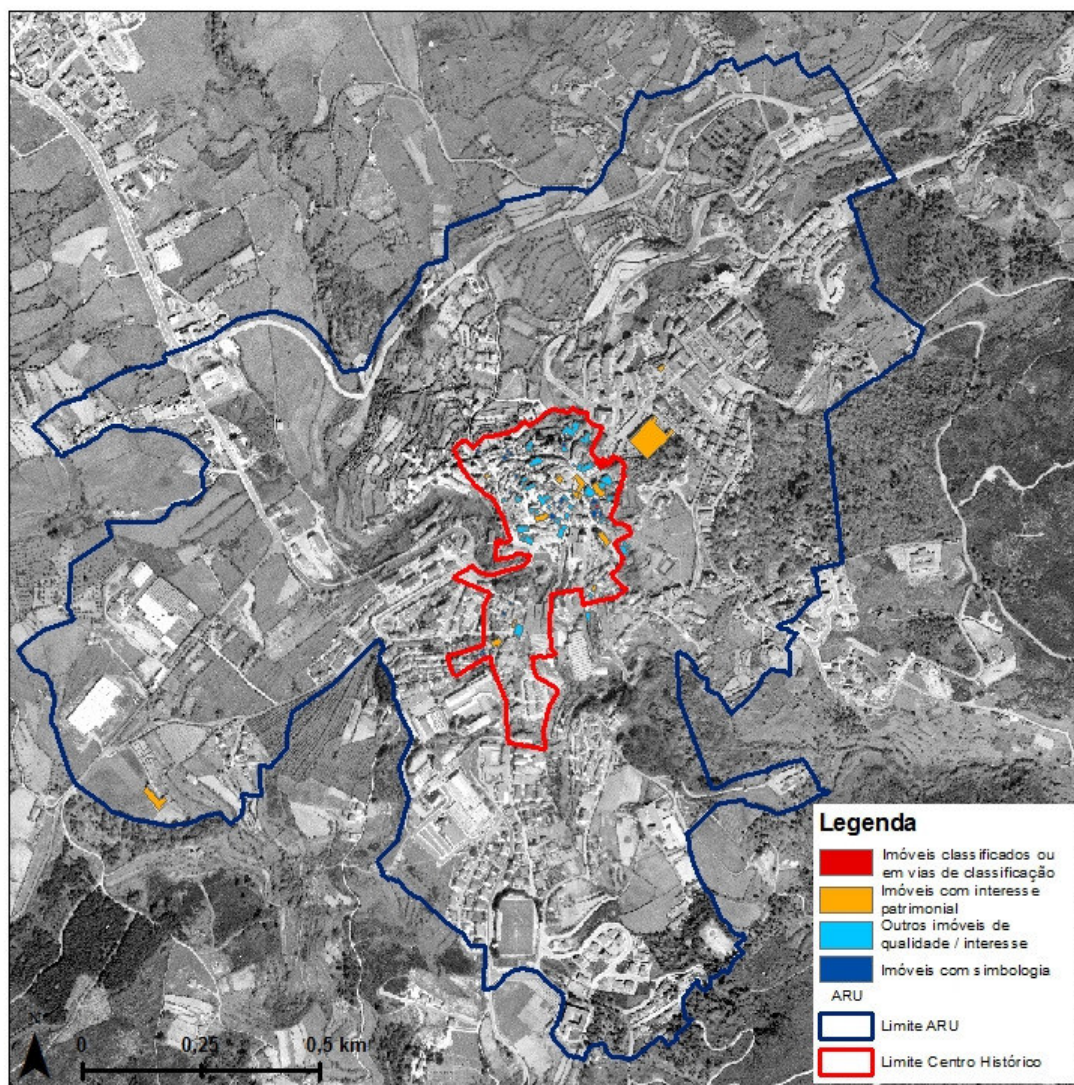 Legenda
Imóveis classificados ou
em vias de classificação
Imóveis com interesse
patrimonial
Outros imóveis de
qualidade / interesse
Imóveis com simbologia
ARU
Limite ARU
Limite Centro Histórico
N
0 0,25 0,5 km